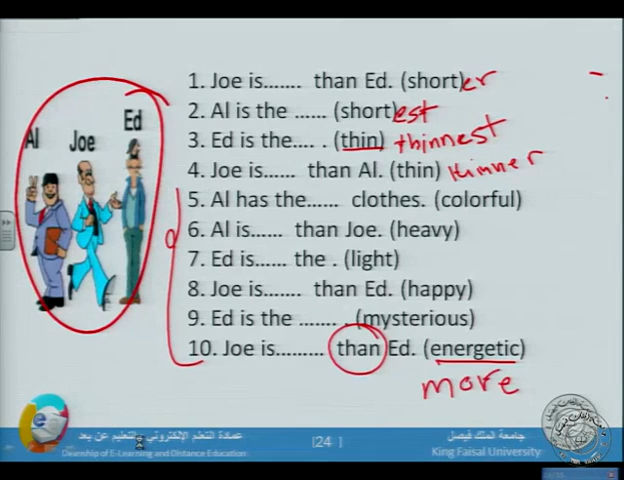 Al
Joe
Ed
1. Joe is....... than Ed. (short)er
2. Al is the ...... (short)est
3. Ed is the.... . (thin) thinnest
4. Joe is...... than Al. (thin) thinner
5. Al has the...... clothes. (colorful)
6. Al is...... than Joe. (heavy)
7. Ed is...... the . (light)
8. Joe is....... than Ed. (happy)
9. Ed is the ....... . (mysterious)
10. Joe is......... than Ed. (energetic)
more
عمادة التعلم الإلكتروني والتعليم عن بعد
Deanship of E-Learning and Distance Education
[24 ]
جامعة الملك فيصل
King Faisal University